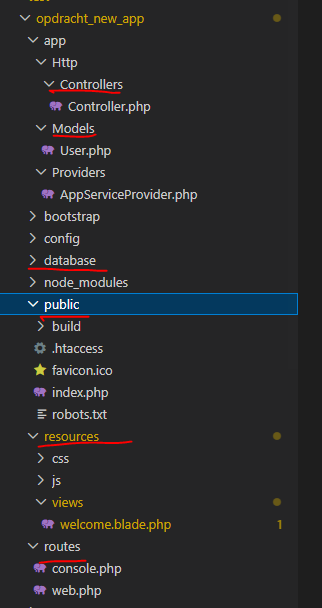 opdracht_new_app
app
Http
Controllers
Controller.php
Models
User.php
Providers
AppServiceProvider.php
bootstrap
config
database
node_modules
public
build
.htaccess
favicon.ico
index.php
robots.txt
resources
css
js
views
welcome.blade.php 1
routes
console.php
web.php